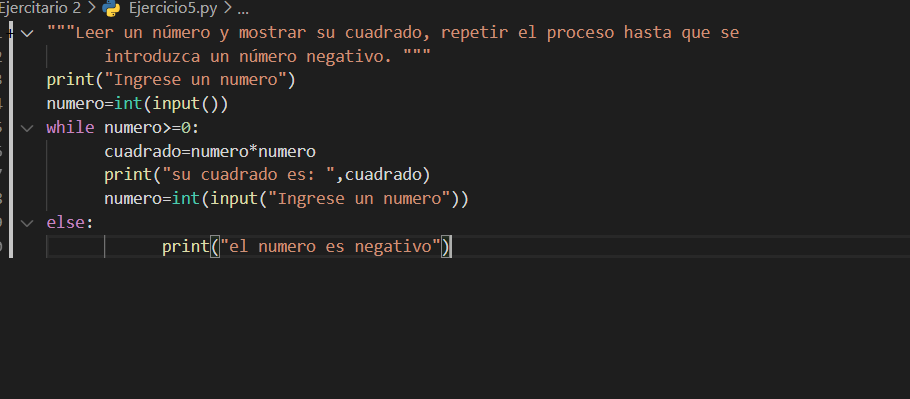 Ejercitario 2 > Ejercicio5.py > ...
"""Leer un número y mostrar su cuadrado, repetir el proceso hasta que se
introduzca un número negativo. """
print("Ingrese un numero")
numero=int(input())
while numero>=0:
cuadrado=numero*numero
print("su cuadrado es: ",cuadrado)
numero=int(input("Ingrese un numero"))
else:
print("el numero es negativo")